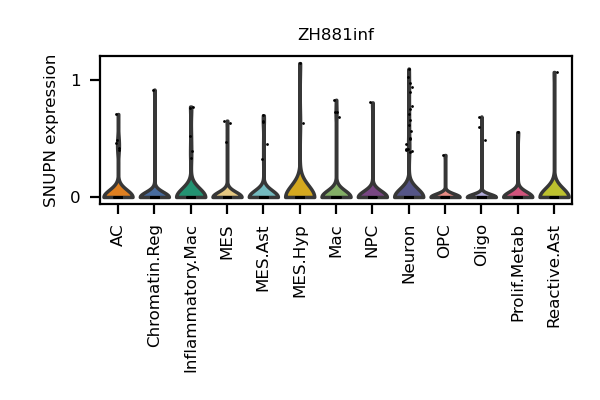 ZH881inf
SNUPN expression
1
0
AC
Chromatin.Reg
Inflammatory.Mac
MES
MES.Ast
MES.Hyp
Mac
NPC
Neuron
OPC
Oligo
Prolif.Metab
Reactive.Ast